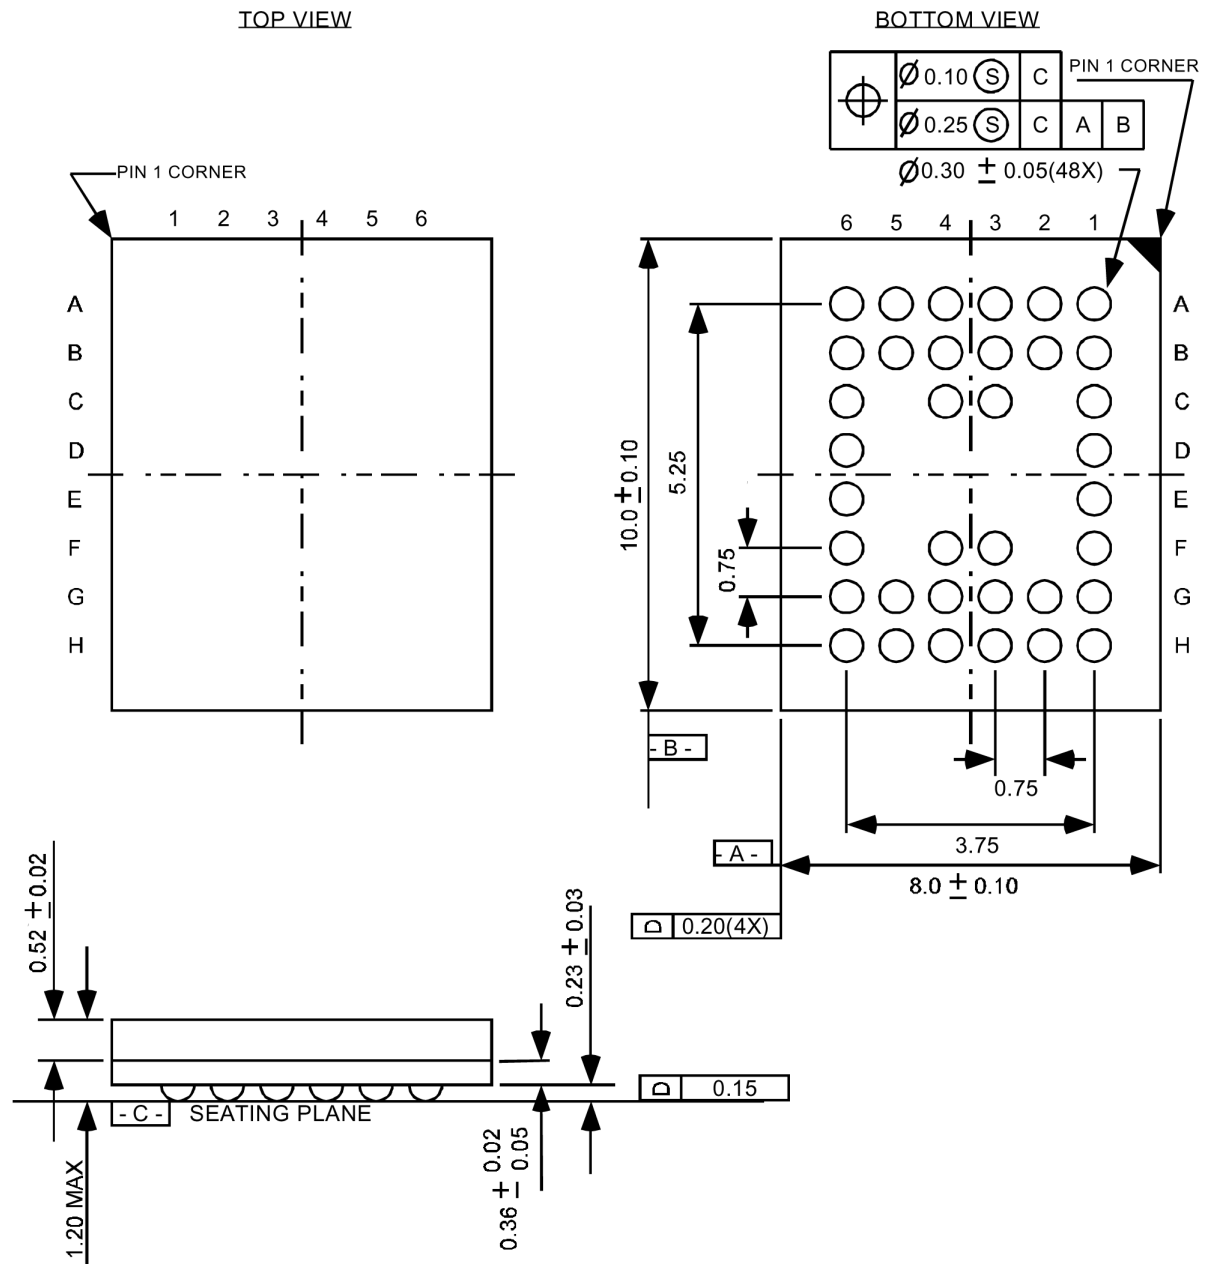 TOP VIEW
BOTTOM VIEW
Ø 0.10 Ⓢ C
Ø 0.25 Ⓢ C A B
PIN 1 CORNER
Ø0.30 ± 0.05(48X)
PIN 1 CORNER
1 2 3 4 5 6
6 5 4 3 2 1
A
B
C
D
E
F
G
H
A
B
C
D
E
F
G
H
10.0 ± 0.10
5.25
0.75
- B -
0.75
3.75
- A -
8.0 ± 0.10
D 0.20(4X)
0.52 ± 0.02
0.23 ± 0.03
D 0.15
- C - SEATING PLANE
1.20 MAX
0.36 + 0.02
- 0.05